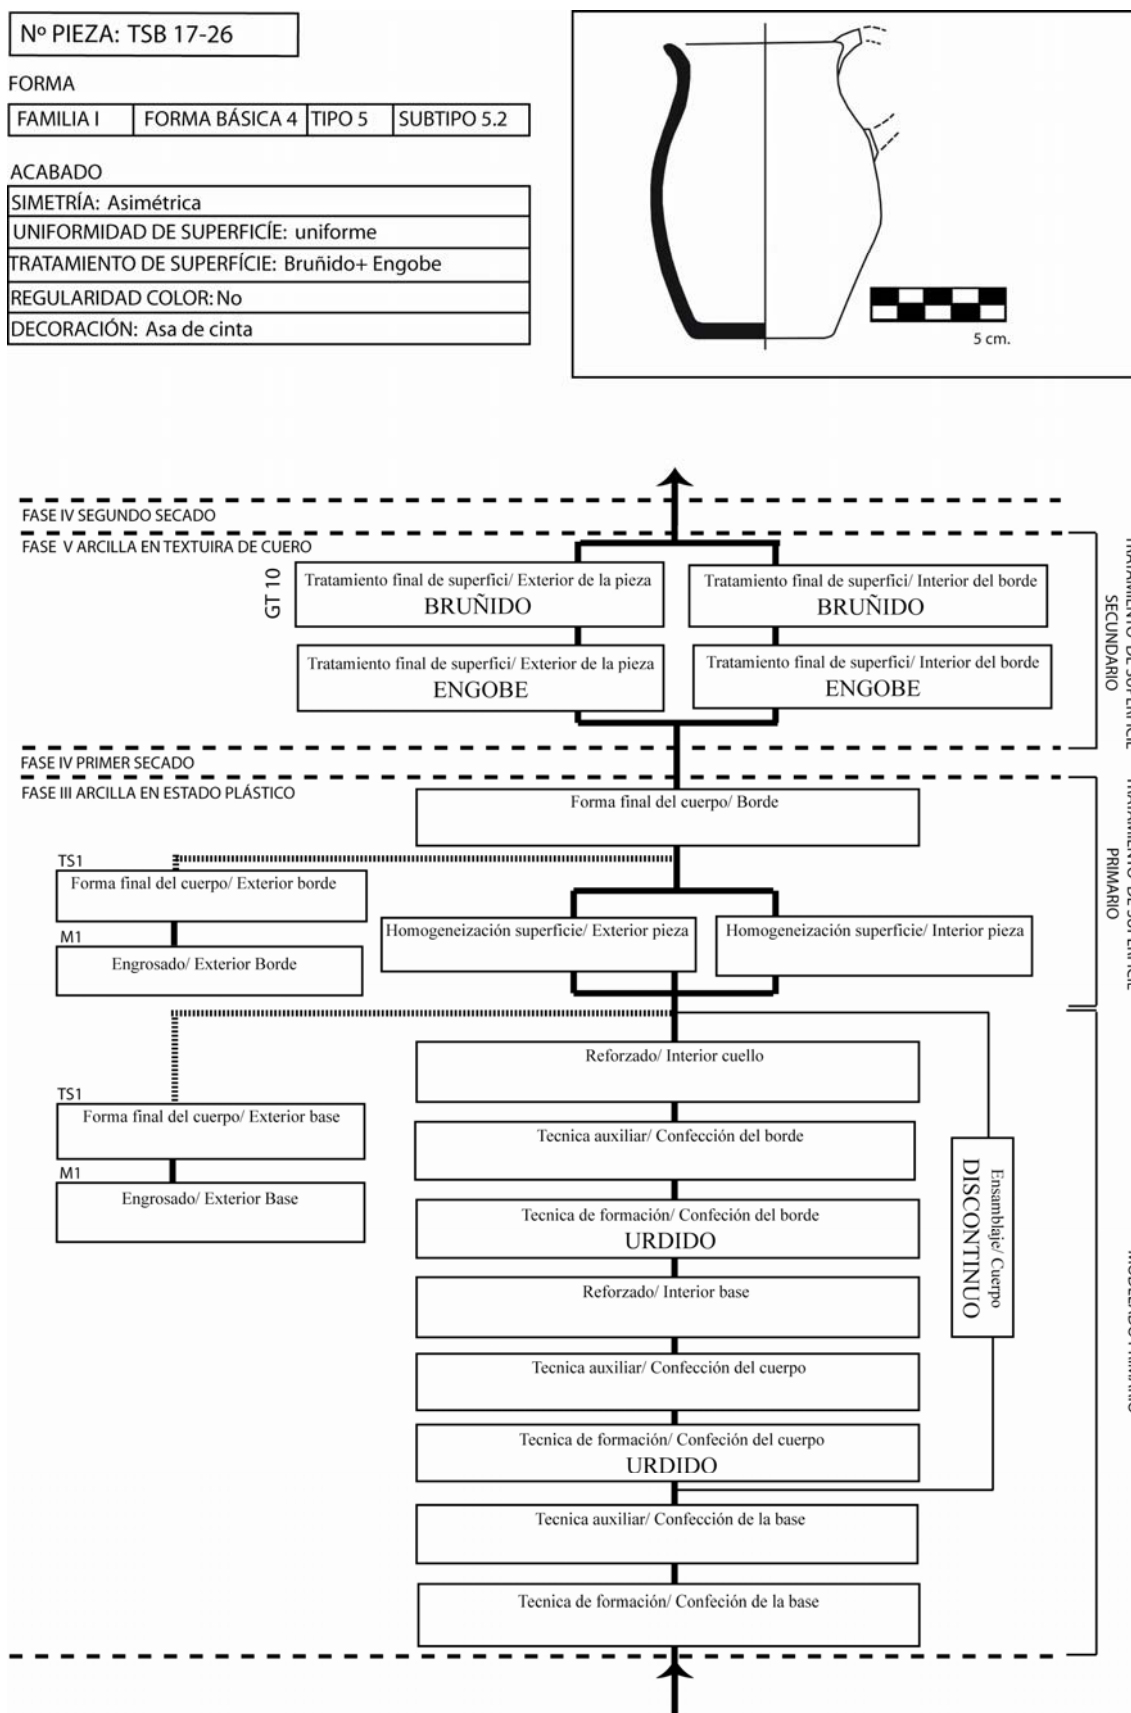 Nº PIEZA: TSB 17-26
FORMA
FAMILIA I
FORMA BÁSICA 4
TIPO 5
SUBTIPO 5.2
ACABADO
SIMETRÍA: Asimétrica
UNIFORMIDAD DE SUPERFICÍE: uniforme
TRATAMIENTO DE SUPERFÍCIE: Bruñido+ Engobe
REGULARIDAD COLOR: No
DECORACIÓN: Asa de cinta
5 cm.
FASE IV SEGUNDO SECADO
FASE V ARCILLA EN TEXTUIRA DE CUERO
GT 10
Tratamiento final de superfici/ Exterior de la pieza
BRUÑIDO
Tratamiento final de superfici/ Interior del borde
BRUÑIDO
Tratamiento final de superfici/ Exterior de la pieza
ENGOBE
Tratamiento final de superfici/ Interior del borde
ENGOBE
SECUNDARIO
FASE IV PRIMER SECADO
FASE III ARCILLA EN ESTADO PLÁSTICO
Forma final del cuerpo/ Borde
TS1
Forma final del cuerpo/ Exterior borde
M1
Engrosado/ Exterior Borde
Homogeneización superficie/ Exterior pieza
Homogeneización superficie/ Interior pieza
PRIMARIO
Reforzado/ Interior cuello
TS1
Forma final del cuerpo/ Exterior base
M1
Engrosado/ Exterior Base
Tecnica auxiliar/ Confección del borde
Tecnica de formación/ Confeción del borde
URDIDO
Reforzado/ Interior base
Ensamblaje/ Cuerpo
DISCONTINUO
Tecnica auxiliar/ Confección del cuerpo
Tecnica de formación/ Confeción del cuerpo
URDIDO
Tecnica auxiliar/ Confección de la base
Tecnica de formación/ Confeción de la base